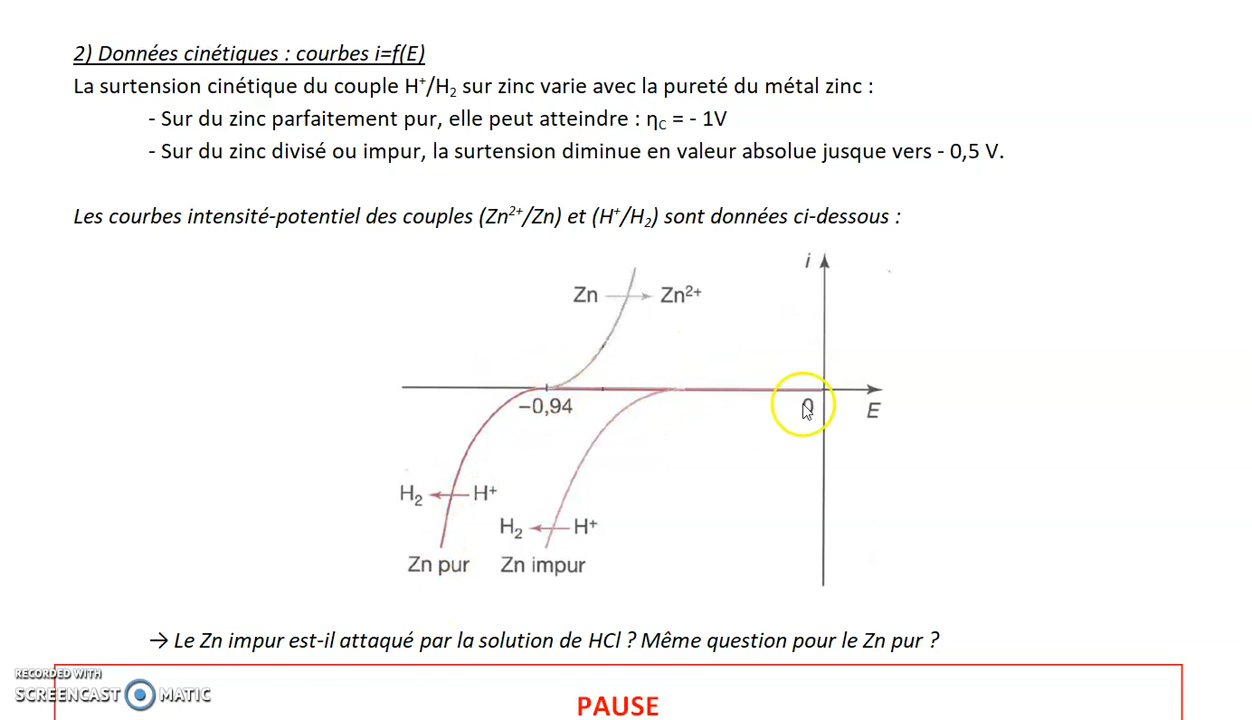 2) Données cinétiques : courbes i=f(E)
La surtension cinétique du couple H⁺/H₂ sur zinc varie avec la pureté du métal zinc :
- Sur du zinc parfaitement pur, elle peut atteindre : ηC = - 1V
- Sur du zinc divisé ou impur, la surtension diminue en valeur absolue jusque vers - 0,5 V.
Les courbes intensité-potentiel des couples (Zn²⁺/Zn) et (H⁺/H₂) sont données ci-dessous :
i
Zn → Zn²⁺
−0,94
0
E
H₂ ← H⁺
H₂ ← H⁺
Zn pur
Zn impur
→ Le Zn impur est-il attaqué par la solution de HCl ? Même question pour le Zn pur ?
RECORDED WITH
SCREENCAST MATIC
PAUSE